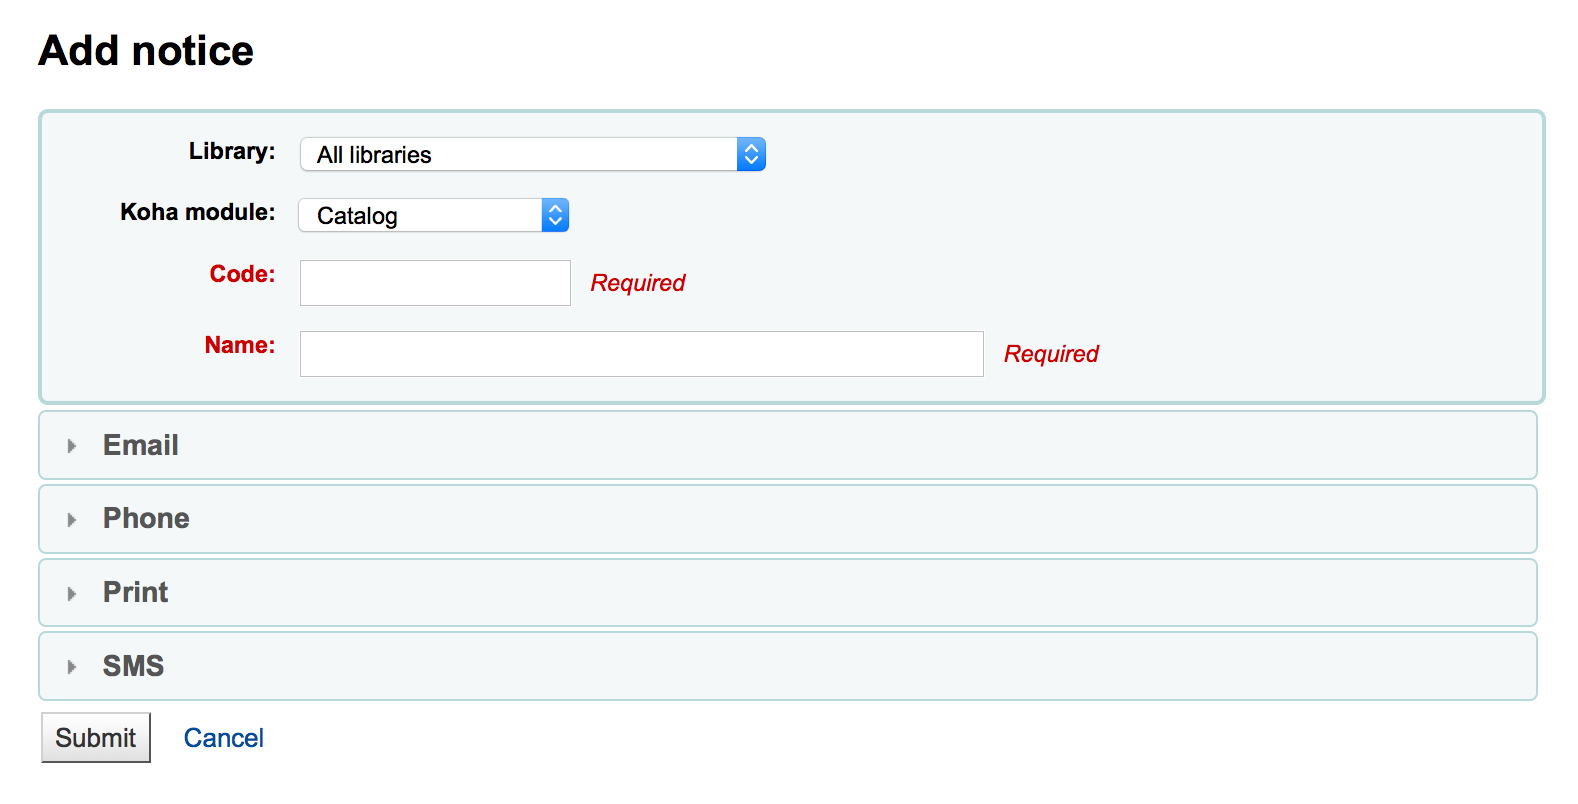 Add notice
Library: All libraries
Koha module: Catalog
Code: Required
Name: Required
Email
Phone
Print
SMS
Submit Cancel